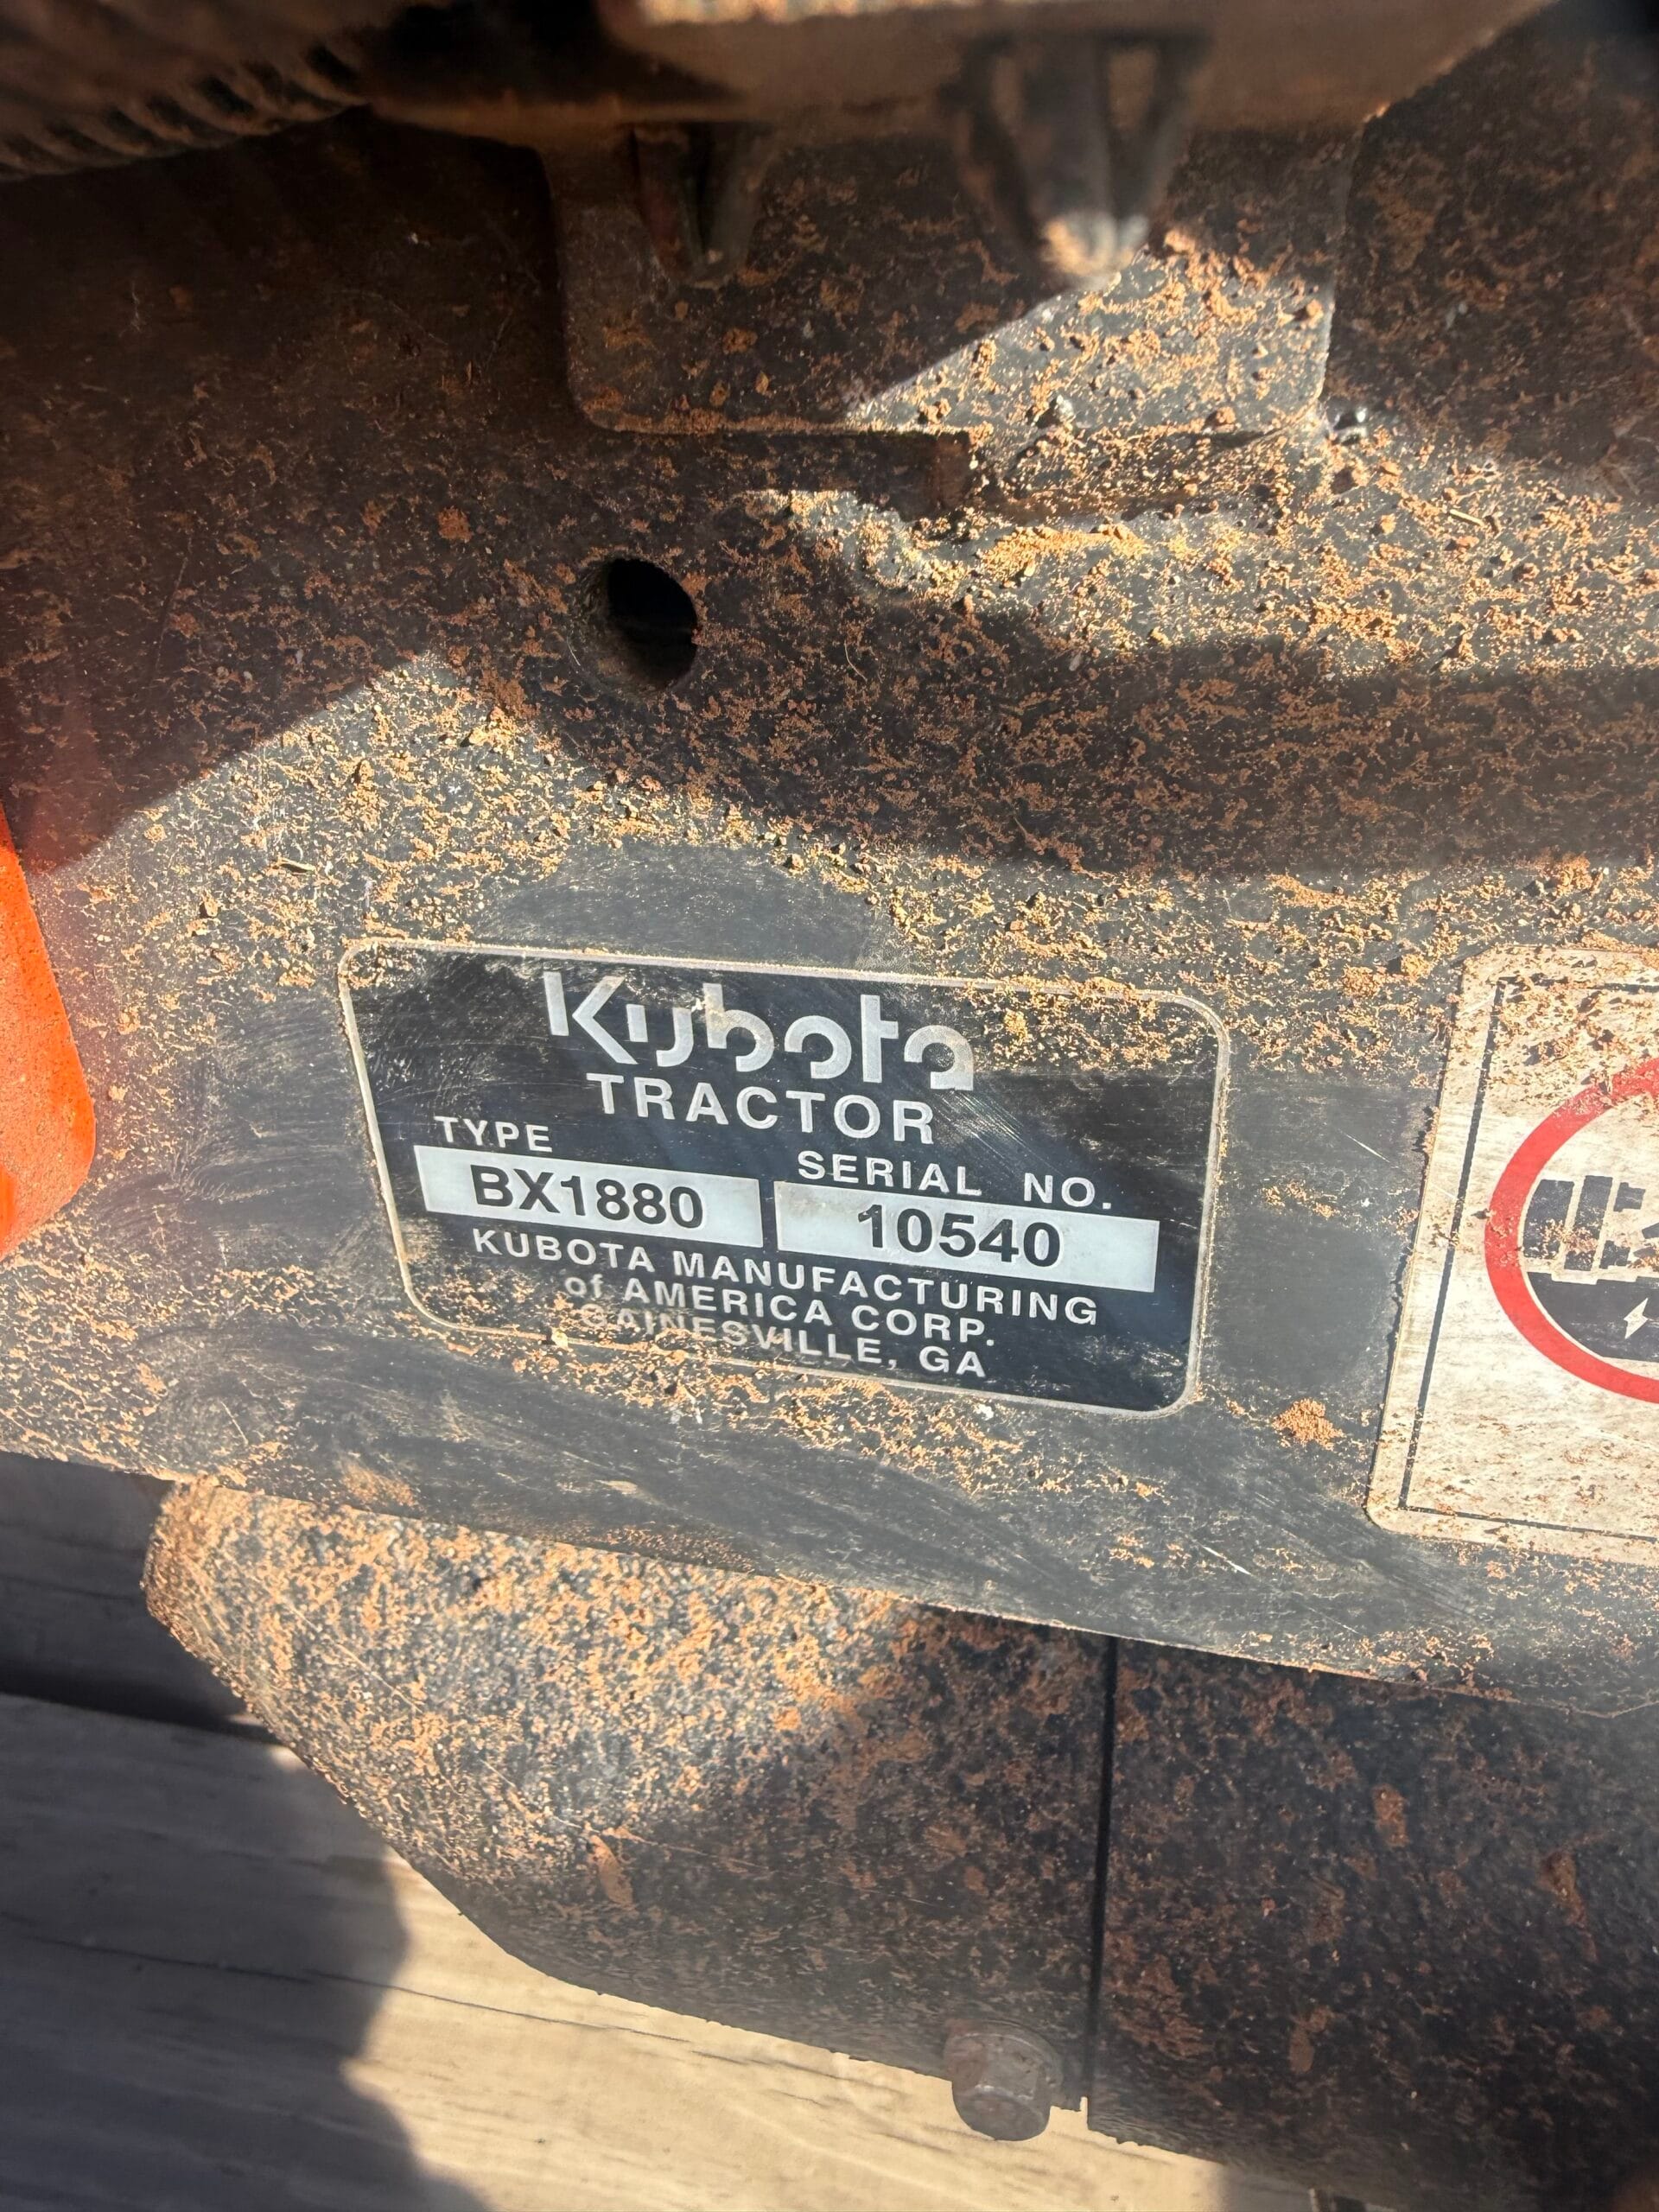 Kubota
TRACTOR
TYPE
SERIAL NO.
BX1880
10540
KUBOTA MANUFACTURING
of AMERICA CORP.
GAINESVILLE, GA